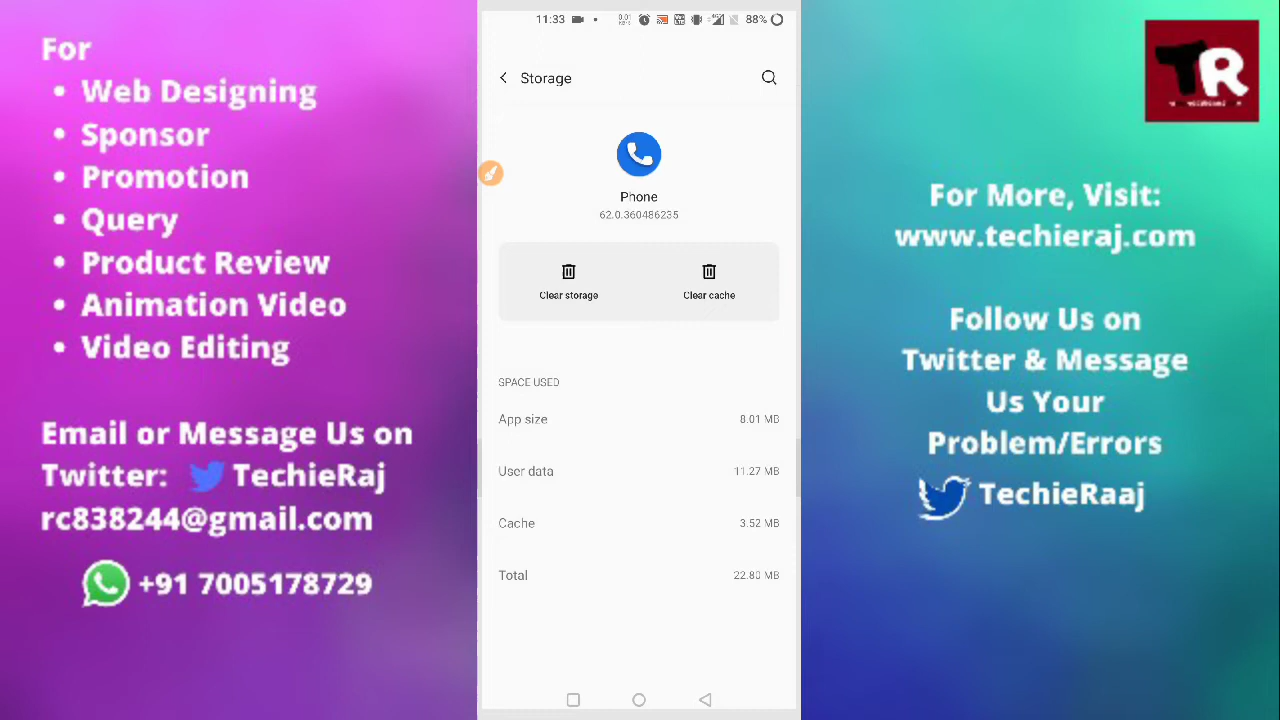 For
• Web Designing
• Sponsor
• Promotion
• Query
• Product Review
• Animation Video
• Video Editing
Email or Message Us on
Twitter: TechieRaj
rc838244@gmail.com
+91 7005178729
11:33
88%
Storage
Phone
62.0.360486235
Clear storage
Clear cache
SPACE USED
App size 8.01 MB
User data 11.27 MB
Cache 3.52 MB
Total 22.80 MB
TR
For More, Visit:
www.techieraj.com
Follow Us on
Twitter & Message
Us Your
Problem/Errors
TechieRaaj